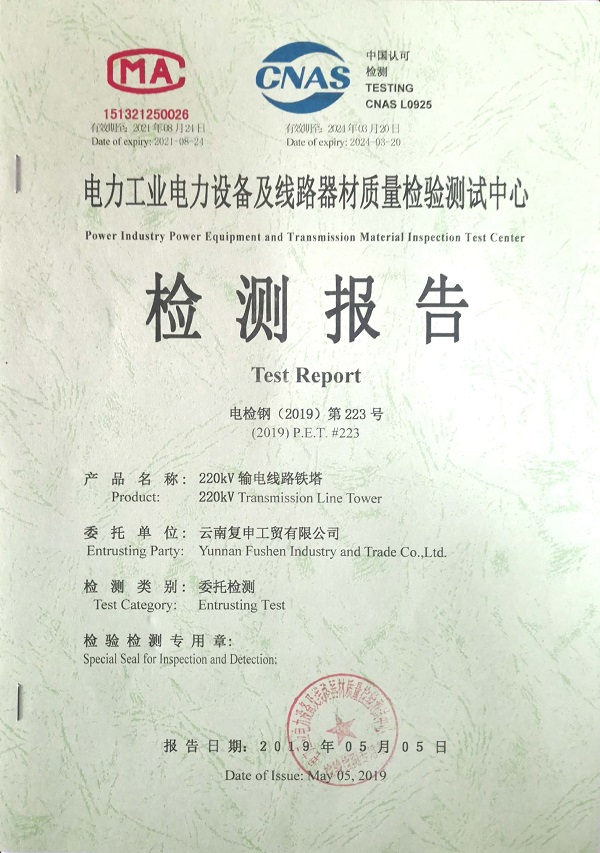 MA
151321250026
有效期至: 2021年08月24日
Date of expiry: 2021-08-24
CNAS
中国认可
检测
TESTING
CNAS L0925
有效期至: 2024年03月20日
Date of expiry: 2024-03-20
电力工业电力设备及线路器材质量检验测试中心
Power Industry Power Equipment and Transmission Material Inspection Test Center
检测报告
Test Report
电检钢（2019）第 223 号
(2019) P.E.T. #223
产品名称：220kV 输电线路铁塔
Product: 220kV Transmission Line Tower
委托单位：云南复申工贸有限公司
Entrusting Party: Yunnan Fushen Industry and Trade Co.,Ltd.
检测类别：委托检测
Test Category: Entrusting Test
检验检测专用章：
Special Seal for Inspection and Detection:
报告日期：2019年05月05日
Date of Issue: May 05, 2019